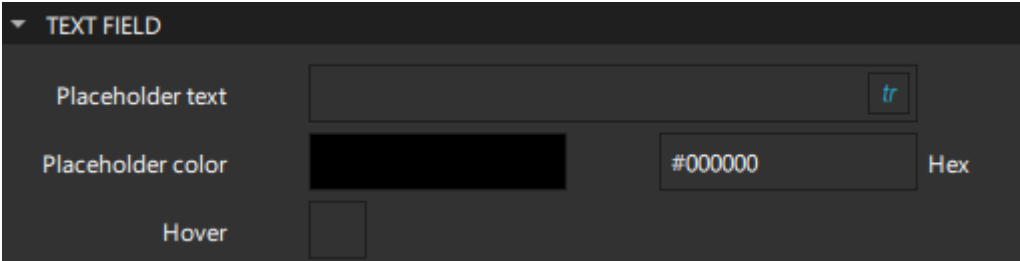 TEXT FIELD
Placeholder text tr
Placeholder color #000000 Hex
Hover